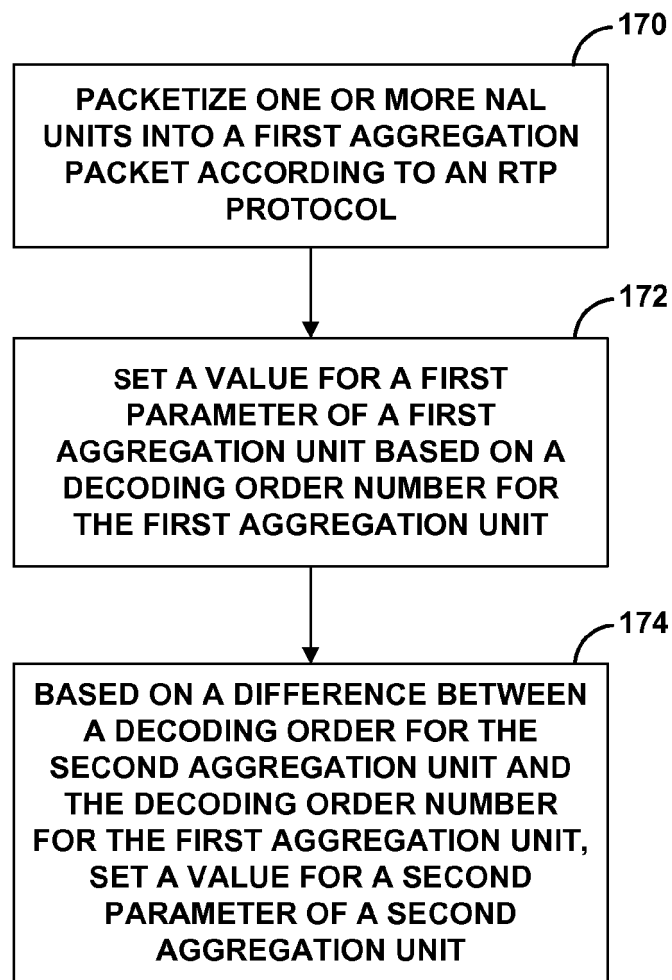 170
PACKETIZE ONE OR MORE NAL
UNITS INTO A FIRST AGGREGATION
PACKET ACCORDING TO AN RTP
PROTOCOL
172
SET A VALUE FOR A FIRST
PARAMETER OF A FIRST
AGGREGATION UNIT BASED ON A
DECODING ORDER NUMBER FOR
THE FIRST AGGREGATION UNIT
174
BASED ON A DIFFERENCE BETWEEN
A DECODING ORDER FOR THE
SECOND AGGREGATION UNIT AND
THE DECODING ORDER NUMBER
FOR THE FIRST AGGREGATION UNIT,
SET A VALUE FOR A SECOND
PARAMETER OF A SECOND
AGGREGATION UNIT